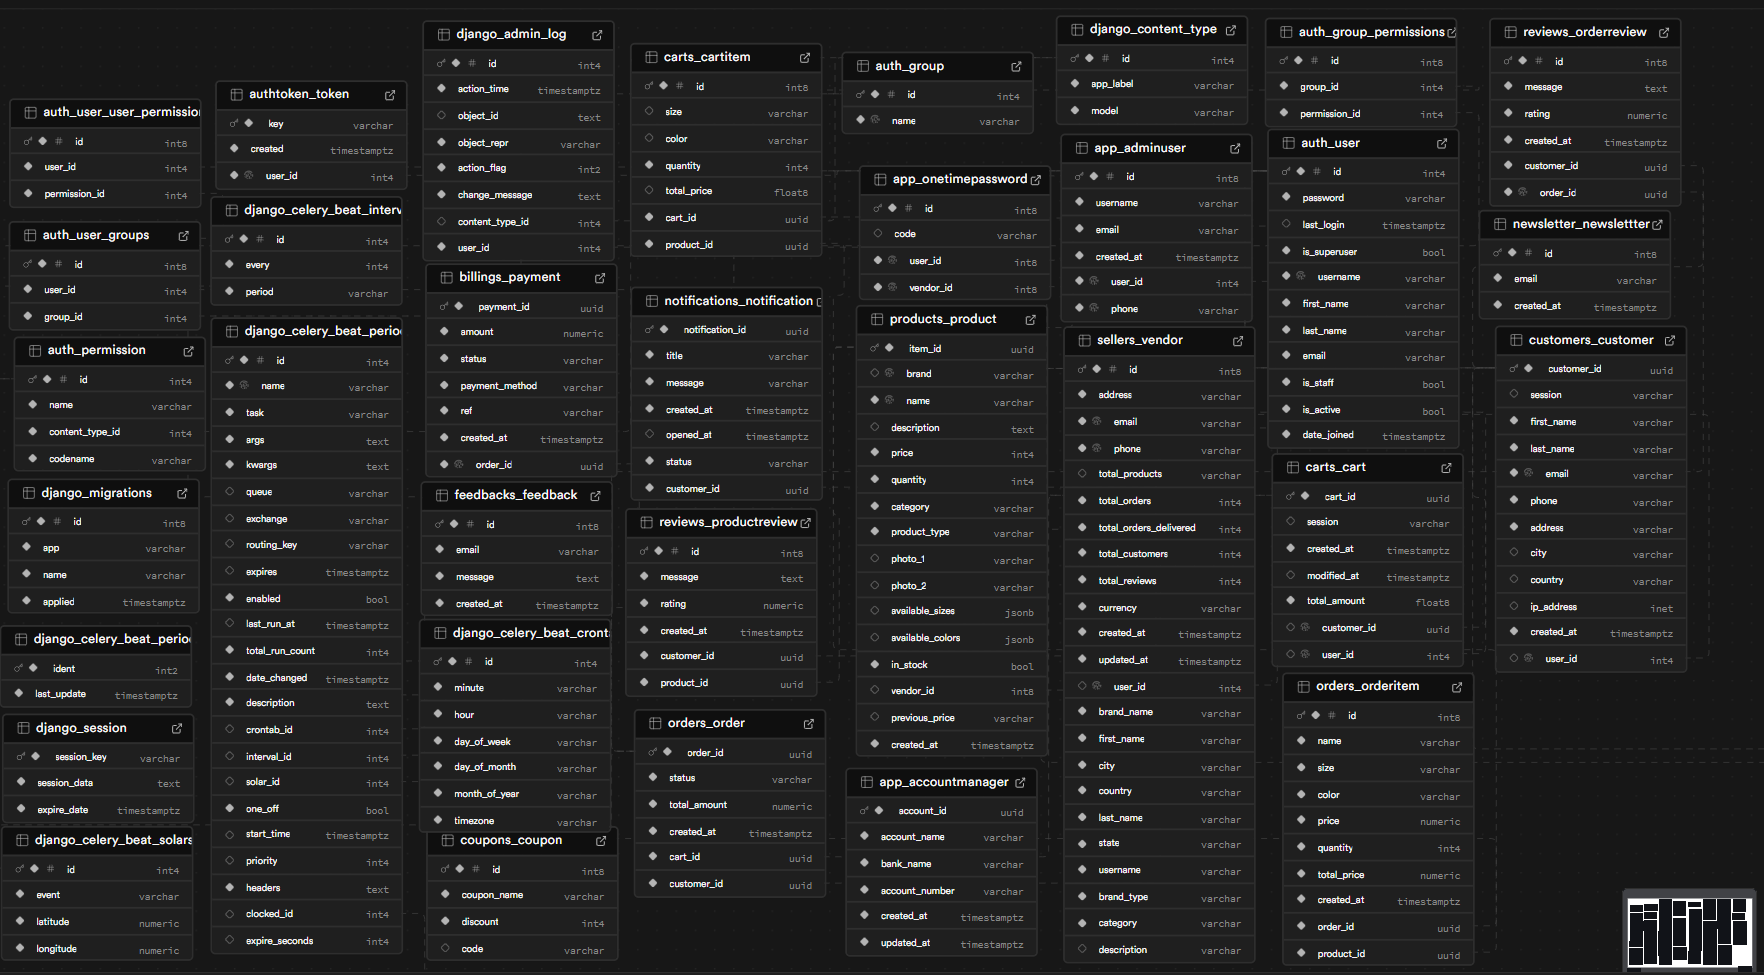 auth_user_user_permissio
id int8
user_id int4
permission_id int4
auth_user_groups
id int8
user_id int4
group_id int4
auth_permission
id int4
name varchar
content_type_id int4
codename varchar
django_migrations
id int8
app varchar
name varchar
applied timestamptz
django_celery_beat_perio
ident int2
last_update timestamptz
django_session
session_key varchar
session_data text
expire_date timestamptz
django_celery_beat_solars
id int4
event varchar
latitude numeric
longitude numeric
authtoken_token
key varchar
created timestamptz
user_id int4
django_celery_beat_interv
id int4
every int4
period varchar
django_celery_beat_perio
id int4
name varchar
task varchar
args text
kwargs text
queue varchar
exchange varchar
routing_key varchar
expires timestamptz
enabled bool
last_run_at timestamptz
total_run_count int4
date_changed timestamptz
description text
crontab_id int4
interval_id int4
solar_id int4
one_off bool
start_time timestamptz
priority int4
headers text
clocked_id int4
expire_seconds int4
django_admin_log
id int4
action_time timestamptz
object_id text
object_repr varchar
action_flag int2
change_message text
content_type_id int4
user_id int4
billings_payment
payment_id uuid
amount numeric
status varchar
payment_method varchar
ref varchar
created_at timestamptz
order_id uuid
feedbacks_feedback
id int8
email varchar
message text
created_at timestamptz
django_celery_beat_cront
id int4
minute varchar
hour varchar
day_of_week varchar
day_of_month varchar
month_of_year varchar
timezone varchar
coupons_coupon
id int8
coupon_name varchar
discount int4
code varchar
carts_cartitem
id int8
size varchar
color varchar
quantity int4
total_price float8
cart_id uuid
product_id uuid
notifications_notification
notification_id uuid
title varchar
message varchar
created_at timestamptz
opened_at timestamptz
status varchar
customer_id uuid
reviews_productreview
id int8
message text
rating numeric
created_at timestamptz
customer_id uuid
product_id uuid
orders_order
order_id uuid
status varchar
total_amount numeric
created_at timestamptz
cart_id uuid
customer_id uuid
auth_group
id int4
name varchar
app_onetimepassword
id int8
code varchar
user_id int8
vendor_id int8
products_product
item_id uuid
brand varchar
name varchar
description text
price int4
quantity int4
category varchar
product_type varchar
photo_1 varchar
photo_2 varchar
available_sizes jsonb
available_colors jsonb
in_stock bool
vendor_id int8
previous_price varchar
created_at timestamptz
app_accountmanager
account_id uuid
account_name varchar
bank_name varchar
account_number varchar
created_at timestamptz
updated_at timestamptz
django_content_type
id int4
app_label varchar
model varchar
app_adminuser
id int8
username varchar
email varchar
created_at timestamptz
user_id int4
phone varchar
sellers_vendor
id int8
address varchar
email varchar
phone varchar
total_products varchar
total_orders int4
total_orders_delivered int4
total_customers int4
total_reviews int4
currency varchar
created_at timestamptz
updated_at timestamptz
user_id int4
brand_name varchar
first_name varchar
city varchar
country varchar
last_name varchar
state varchar
username varchar
brand_type varchar
category varchar
description varchar
auth_group_permissions
id int8
group_id int4
permission_id int4
auth_user
id int4
password varchar
last_login timestamptz
is_superuser bool
username varchar
first_name varchar
last_name varchar
email varchar
is_staff bool
is_active bool
date_joined timestamptz
carts_cart
cart_id uuid
session varchar
created_at timestamptz
modified_at timestamptz
total_amount float8
customer_id uuid
user_id int4
orders_orderitem
id int8
name varchar
size varchar
color varchar
price numeric
quantity int4
total_price numeric
created_at timestamptz
order_id uuid
product_id uuid
reviews_orderreview
id int8
message text
rating numeric
created_at timestamptz
customer_id uuid
order_id uuid
newsletter_newslettter
id int8
email varchar
created_at timestamptz
customers_customer
customer_id uuid
session varchar
first_name varchar
last_name varchar
email varchar
phone varchar
address varchar
city varchar
country varchar
ip_address inet
created_at timestamptz
user_id int4